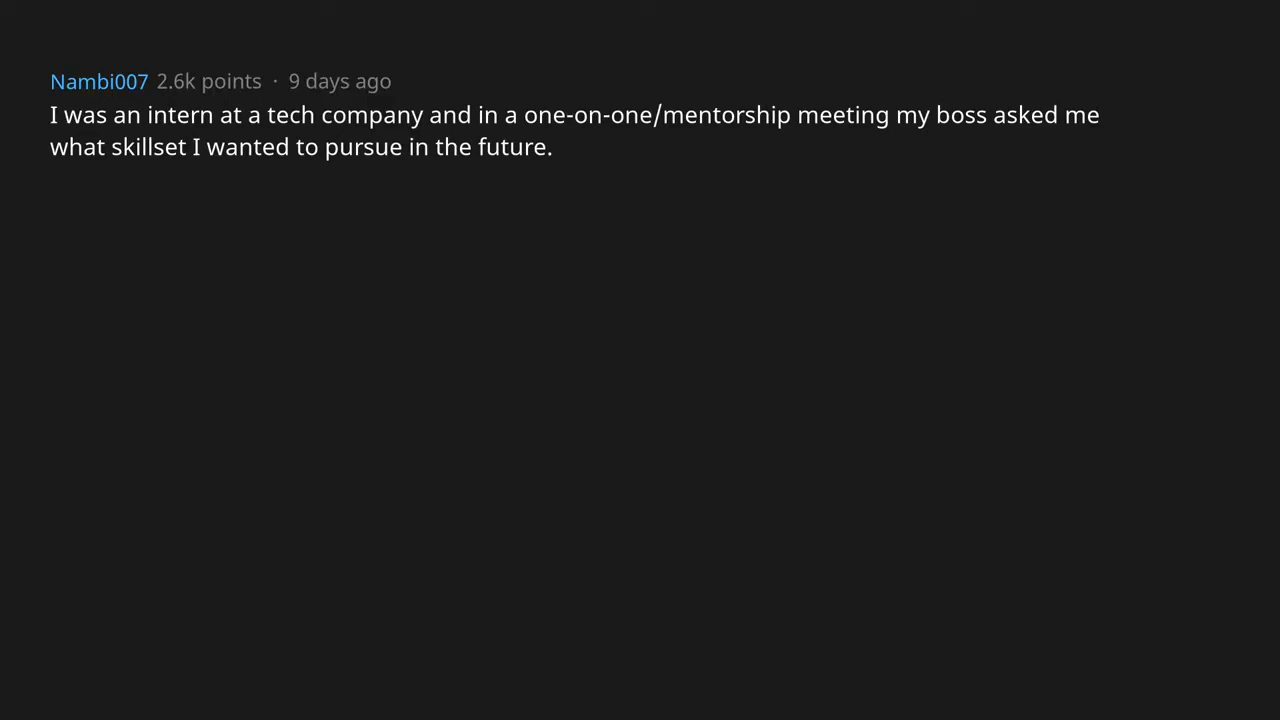 Nambi007 2.6k points · 9 days ago
I was an intern at a tech company and in a one-on-one/mentorship meeting my boss asked me
what skillset I wanted to pursue in the future.